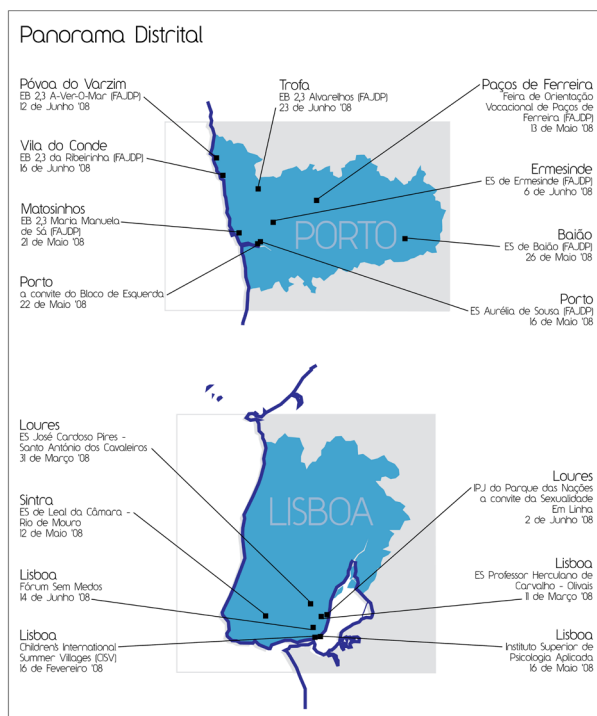 Panorama Distrital
Póvoa do Varzim
EB 2,3 A-Ver-O-Mar (FAJDP)
12 de Junho '08
Trofa
EB 2,3 Alvarelhos (FAJDP)
23 de Junho '08
Paços de Ferreira
Feira de Orientação
Vocacional de Paços de
Ferreira (FAJDP)
13 de Maio '08
Vila do Conde
EB 2,3 da Ribeirinha (FAJDP)
16 de Junho '08
Ermesinde
ES de Ermesinde (FAJDP)
6 de Junho '08
Matosinhos
EB 2,3 Maria Manuela
de Sá (FAJDP)
21 de Maio '08
PORTO
Baião
ES de Baião (FAJDP)
26 de Maio '08
Porto
a convite do Bloco de Esquerda
22 de Maio '08
Porto
ES Aurélia de Sousa (FAJDP)
16 de Maio '08
Loures
ES José Cardoso Pires -
Santo António dos Cavaleiros
31 de Março '08
Loures
IPJ do Parque das Nações
a convite da Sexualidade
Em Linha
2 de Junho '08
Sintra
ES de Leal da Câmara -
Rio de Mouro
12 de Maio '08
LISBOA
Lisboa
Fórum Sem Medos
14 de Junho '08
Lisboa
ES Professor Herculano de
Carvalho - Olivais
11 de Março '08
Lisboa
Children's International
Summer Villages (CISV)
16 de Fevereiro '08
Lisboa
Instituto Superior de
Psicologia Aplicada
16 de Maio '08